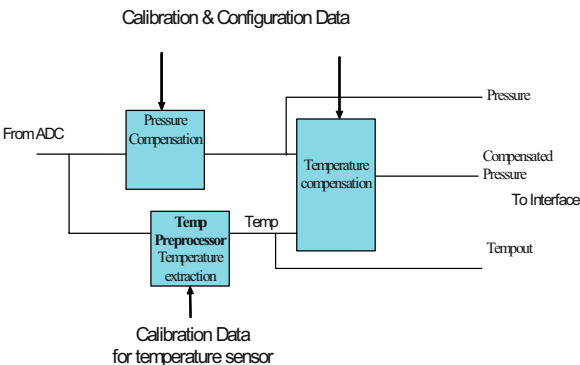 Calibration & Configuration Data
Pressure
Pressure
Compensation
From ADC
Temperature
compensation
Compensated
Pressure
To Interface
Temp
Preprocessor
Temperature
extraction
Temp
Tempout
Calibration Data
for temperature sensor